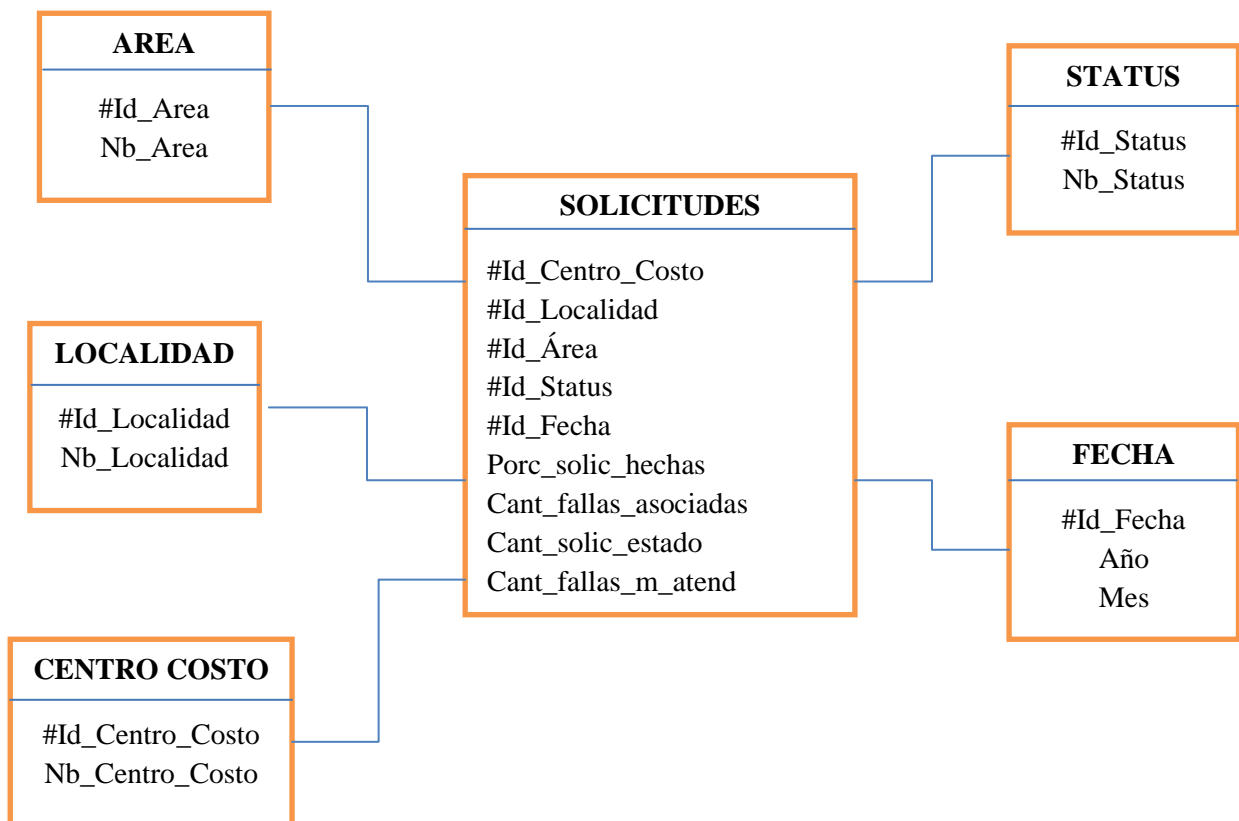 AREA
#Id_Area
Nb_Area
STATUS
#Id_Status
Nb_Status
SOLICITUDES
#Id_Centro_Costo
#Id_Localidad
#Id_Área
#Id_Status
#Id_Fecha
Porc_solic_hechas
Cant_fallas_asociadas
Cant_solic_estado
Cant_fallas_m_atend
LOCALIDAD
#Id_Localidad
Nb_Localidad
FECHA
#Id_Fecha
Año
Mes
CENTRO COSTO
#Id_Centro_Costo
Nb_Centro_Costo